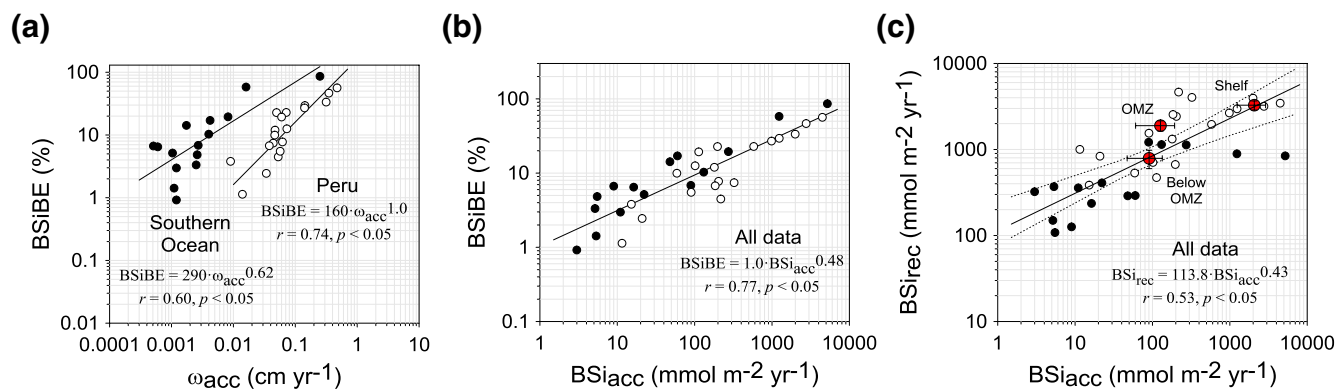 (a)
BSiBE (%)
100
10
1
0.1
0.01
0.0001
0.001
0.01
0.1
1
10
ωacc (cm yr-1)
Southern
Ocean
BSiBE = 290·ωacc0.62
r = 0.60, p < 0.05
Peru
BSiBE = 160·ωacc1.0
r = 0.74, p < 0.05
(b)
BSiBE (%)
100
10
1
0.1
1
10
100
1000
10000
BSiacc (mmol m-2 yr-1)
All data
BSiBE = 1.0·BSiacc0.48
r = 0.77, p < 0.05
(c)
BSirec (mmol m-2 yr-1)
10000
1000
100
10
1
10
100
1000
10000
BSiacc (mmol m-2 yr-1)
Shelf
OMZ
Below
OMZ
All data
BSirec = 113.8·BSiacc0.43
r = 0.53, p < 0.05